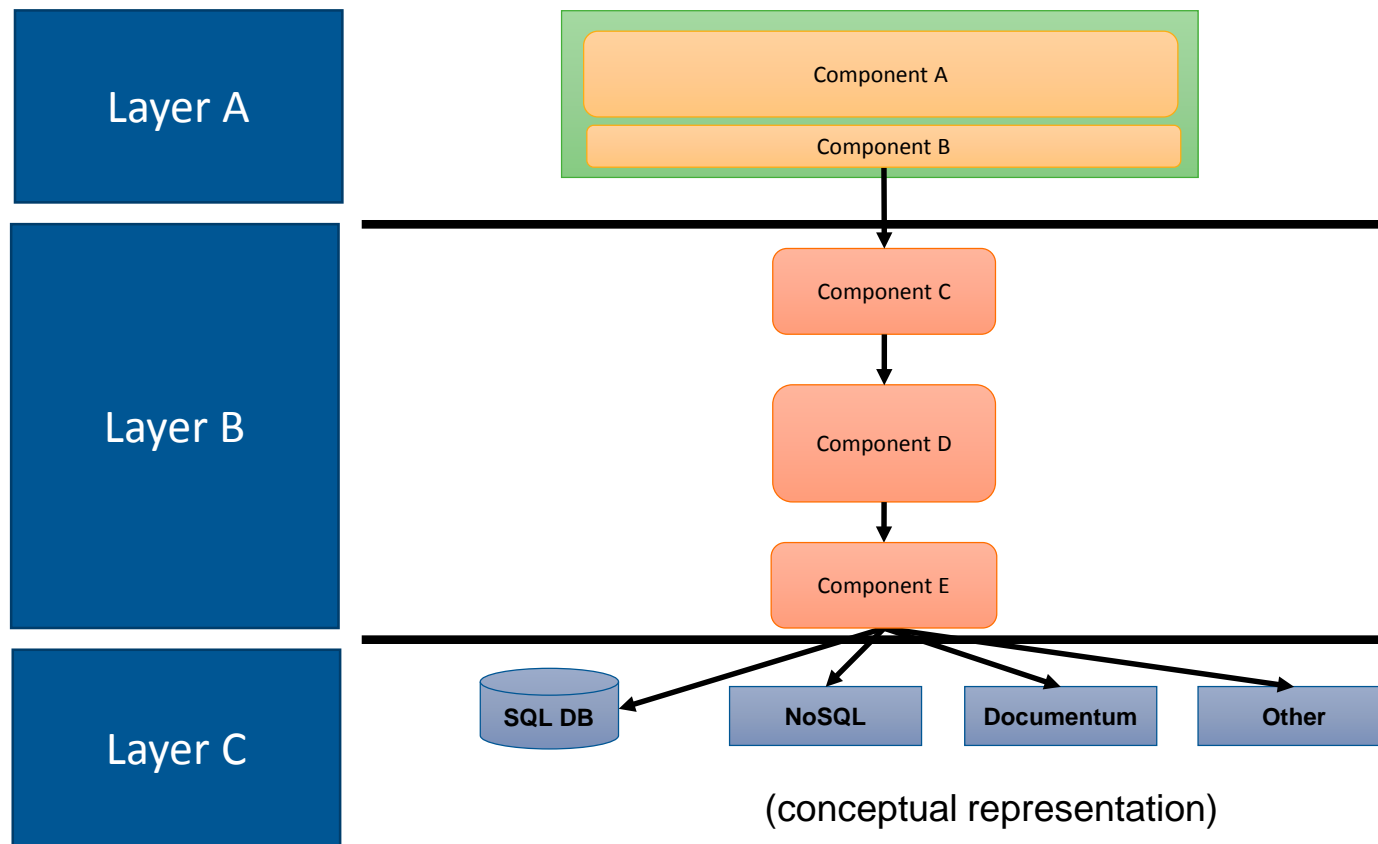 Layer A
Component A
Component B
Layer B
Component C
Component D
Component E
Layer C
SQL DB
NoSQL
Documentum
Other
(conceptual representation)